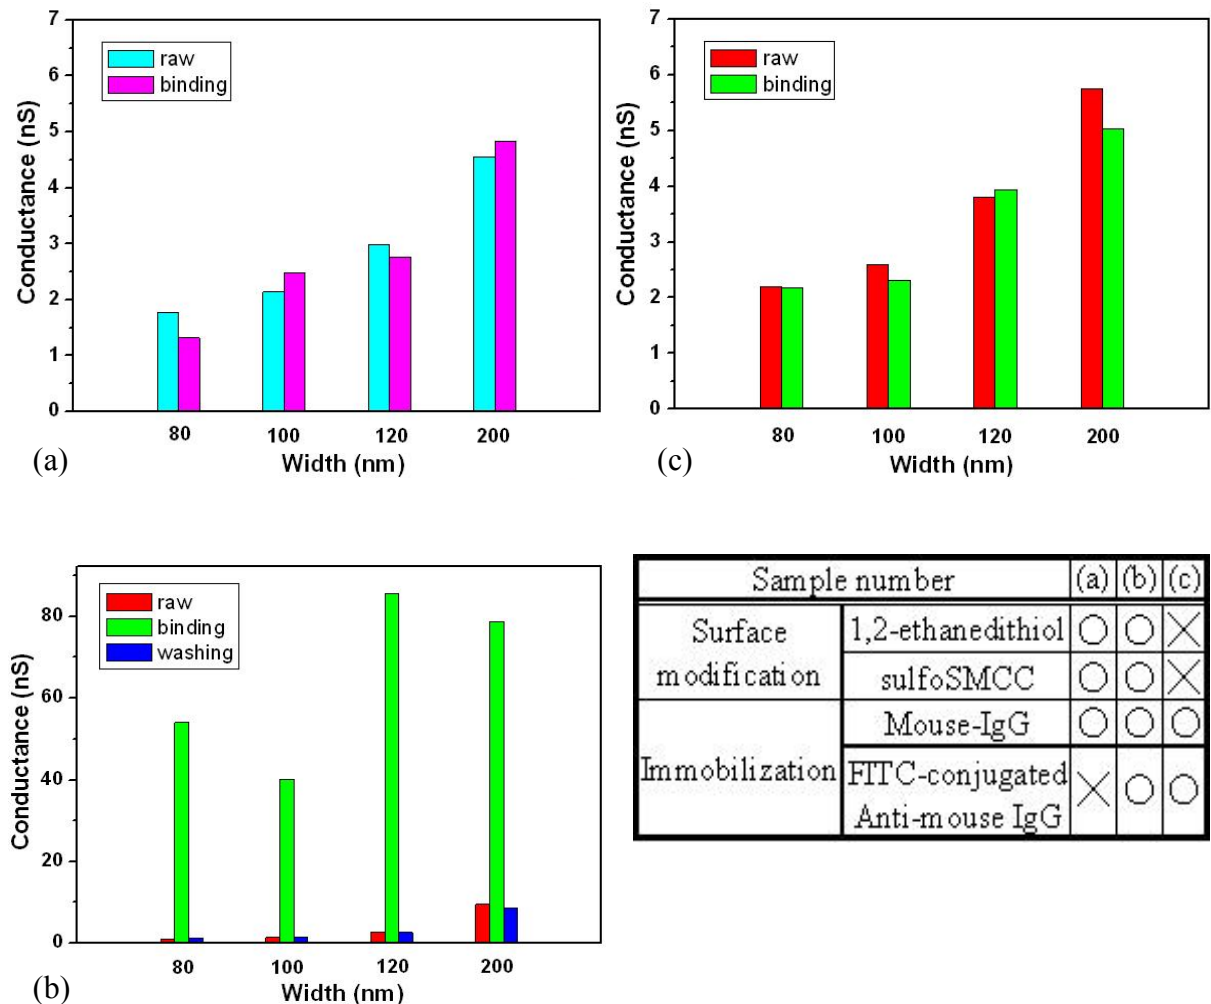 7
6
5
4
3
2
1
0
Conductance (nS)
raw
binding
80 100 120 200
Width (nm)
(a)
7
6
5
4
3
2
1
0
Conductance (nS)
raw
binding
80 100 120 200
Width (nm)
(c)
80
60
40
20
0
Conductance (nS)
raw
binding
washing
80 100 120 200
Width (nm)
(b)
Sample number (a) (b) (c)
Surface
modification
1,2-ethanedithiol ○ ○ ×
sulfoSMCC ○ ○ ×
Immobilization
Mouse-IgG ○ ○ ○
FITC-conjugated
Anti-mouse IgG × ○ ○